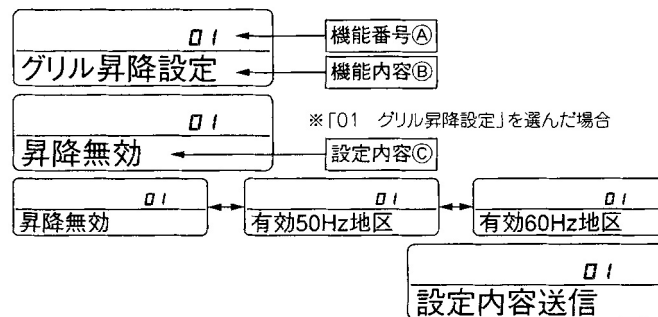 01
機能番号Ⓐ
グリル昇降設定
機能内容Ⓑ
01
※「01 グリル昇降設定」を選んだ場合
昇降無効
設定内容Ⓒ
01
昇降無効
01
有効50Hz地区
01
有効60Hz地区
01
設定内容送信